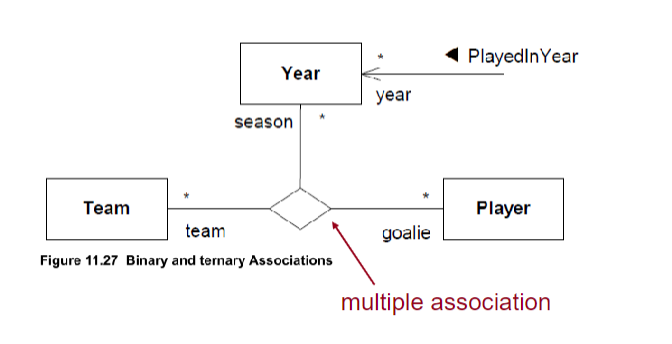 * ◀ PlayedInYear
Year
year
season *
* *
Team Player
team goalie
Figure 11.27 Binary and ternary Associations
multiple association